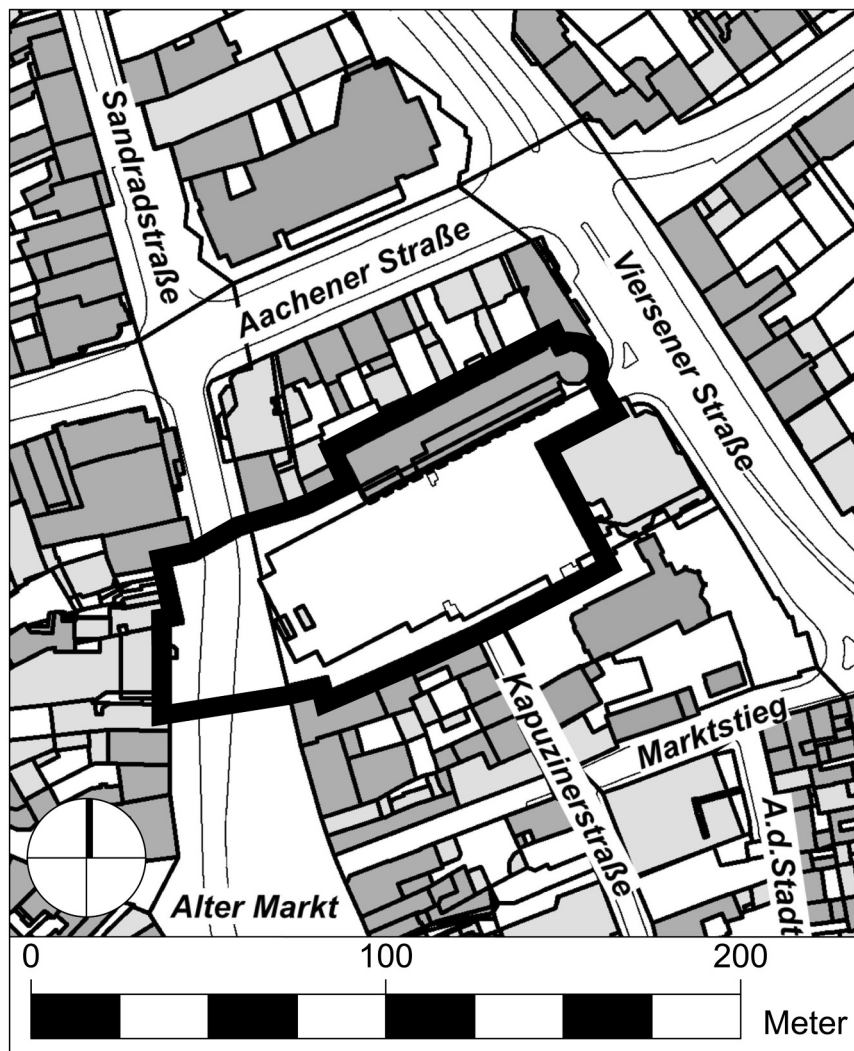 Sandradstraße
Aachener Straße
Viersener Straße
Kapuzinerstraße
Marktstieg
A.d.Stadt
Alter Markt
0 100 200
Meter